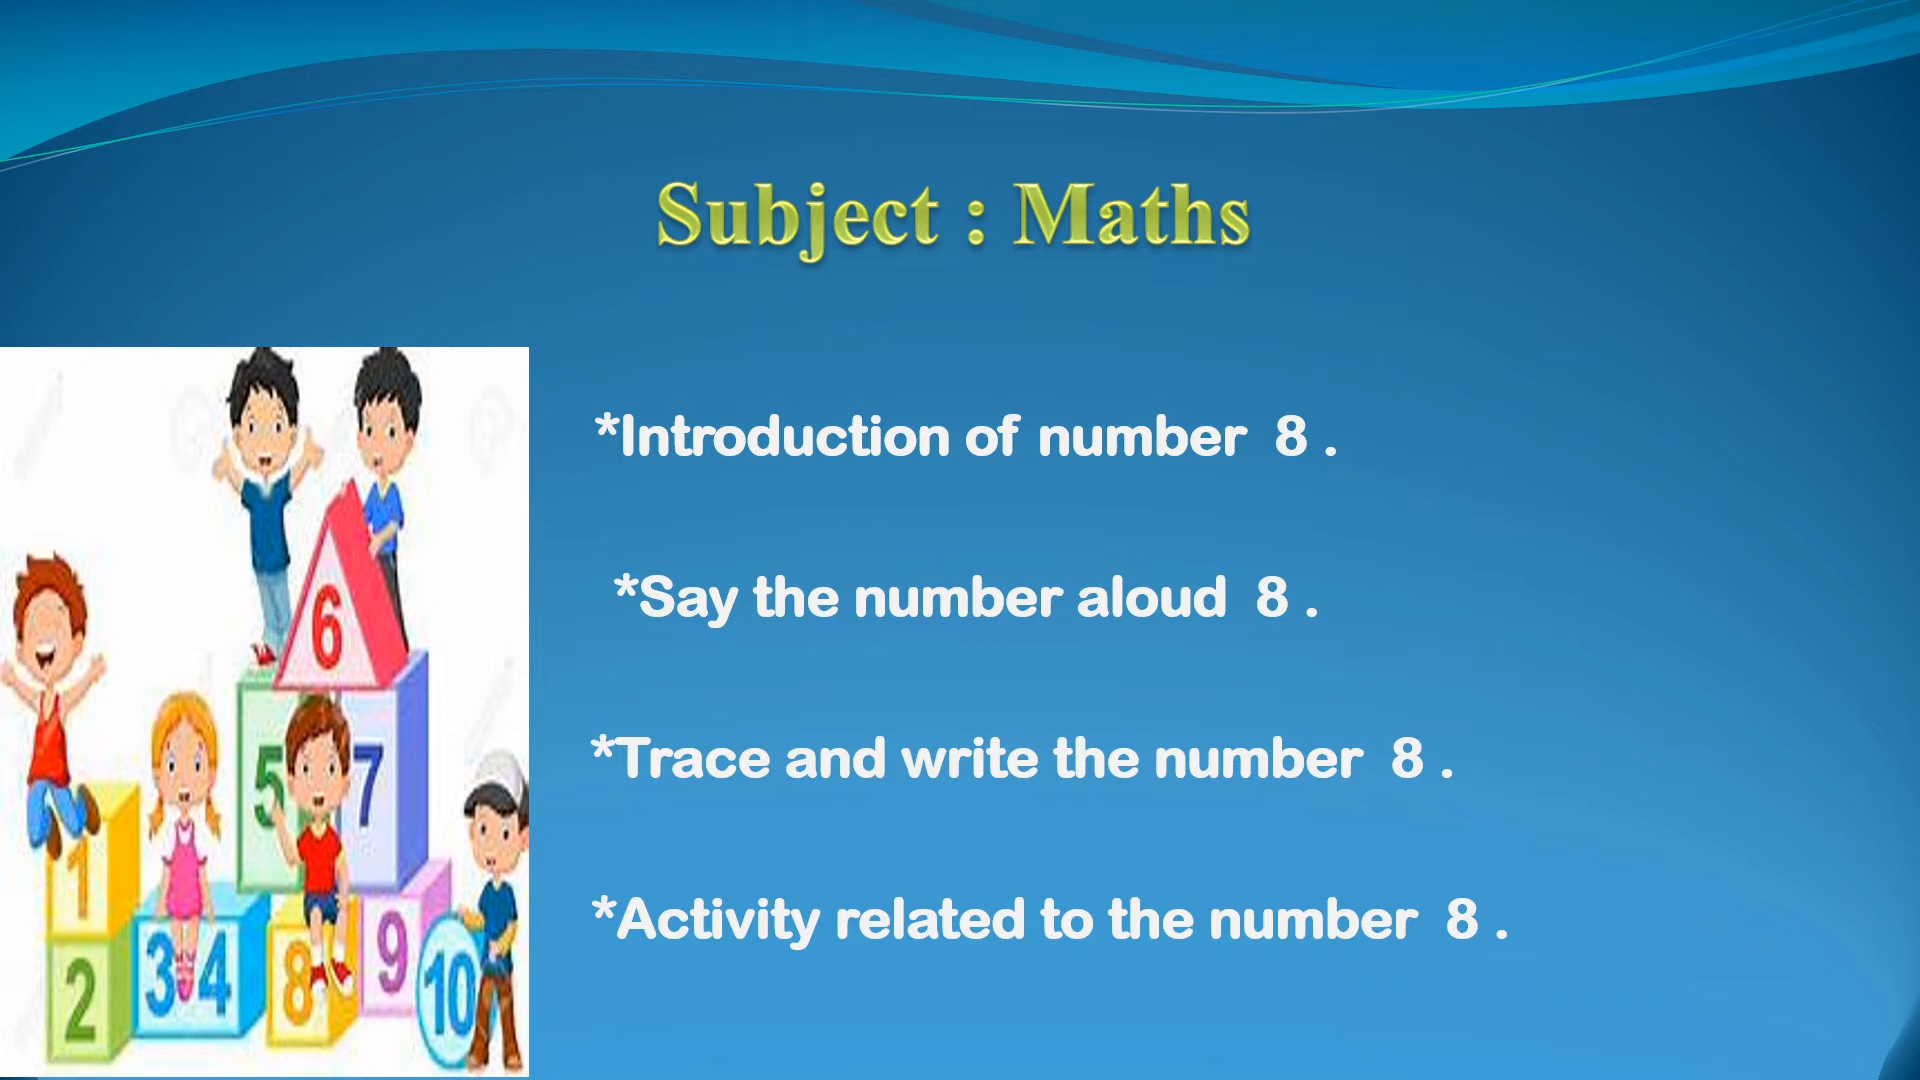 Subject : Maths
*Introduction of number 8 .
*Say the number aloud 8 .
*Trace and write the number 8 .
*Activity related to the number 8 .
6
5 7
1
2 3 4 8 9 10